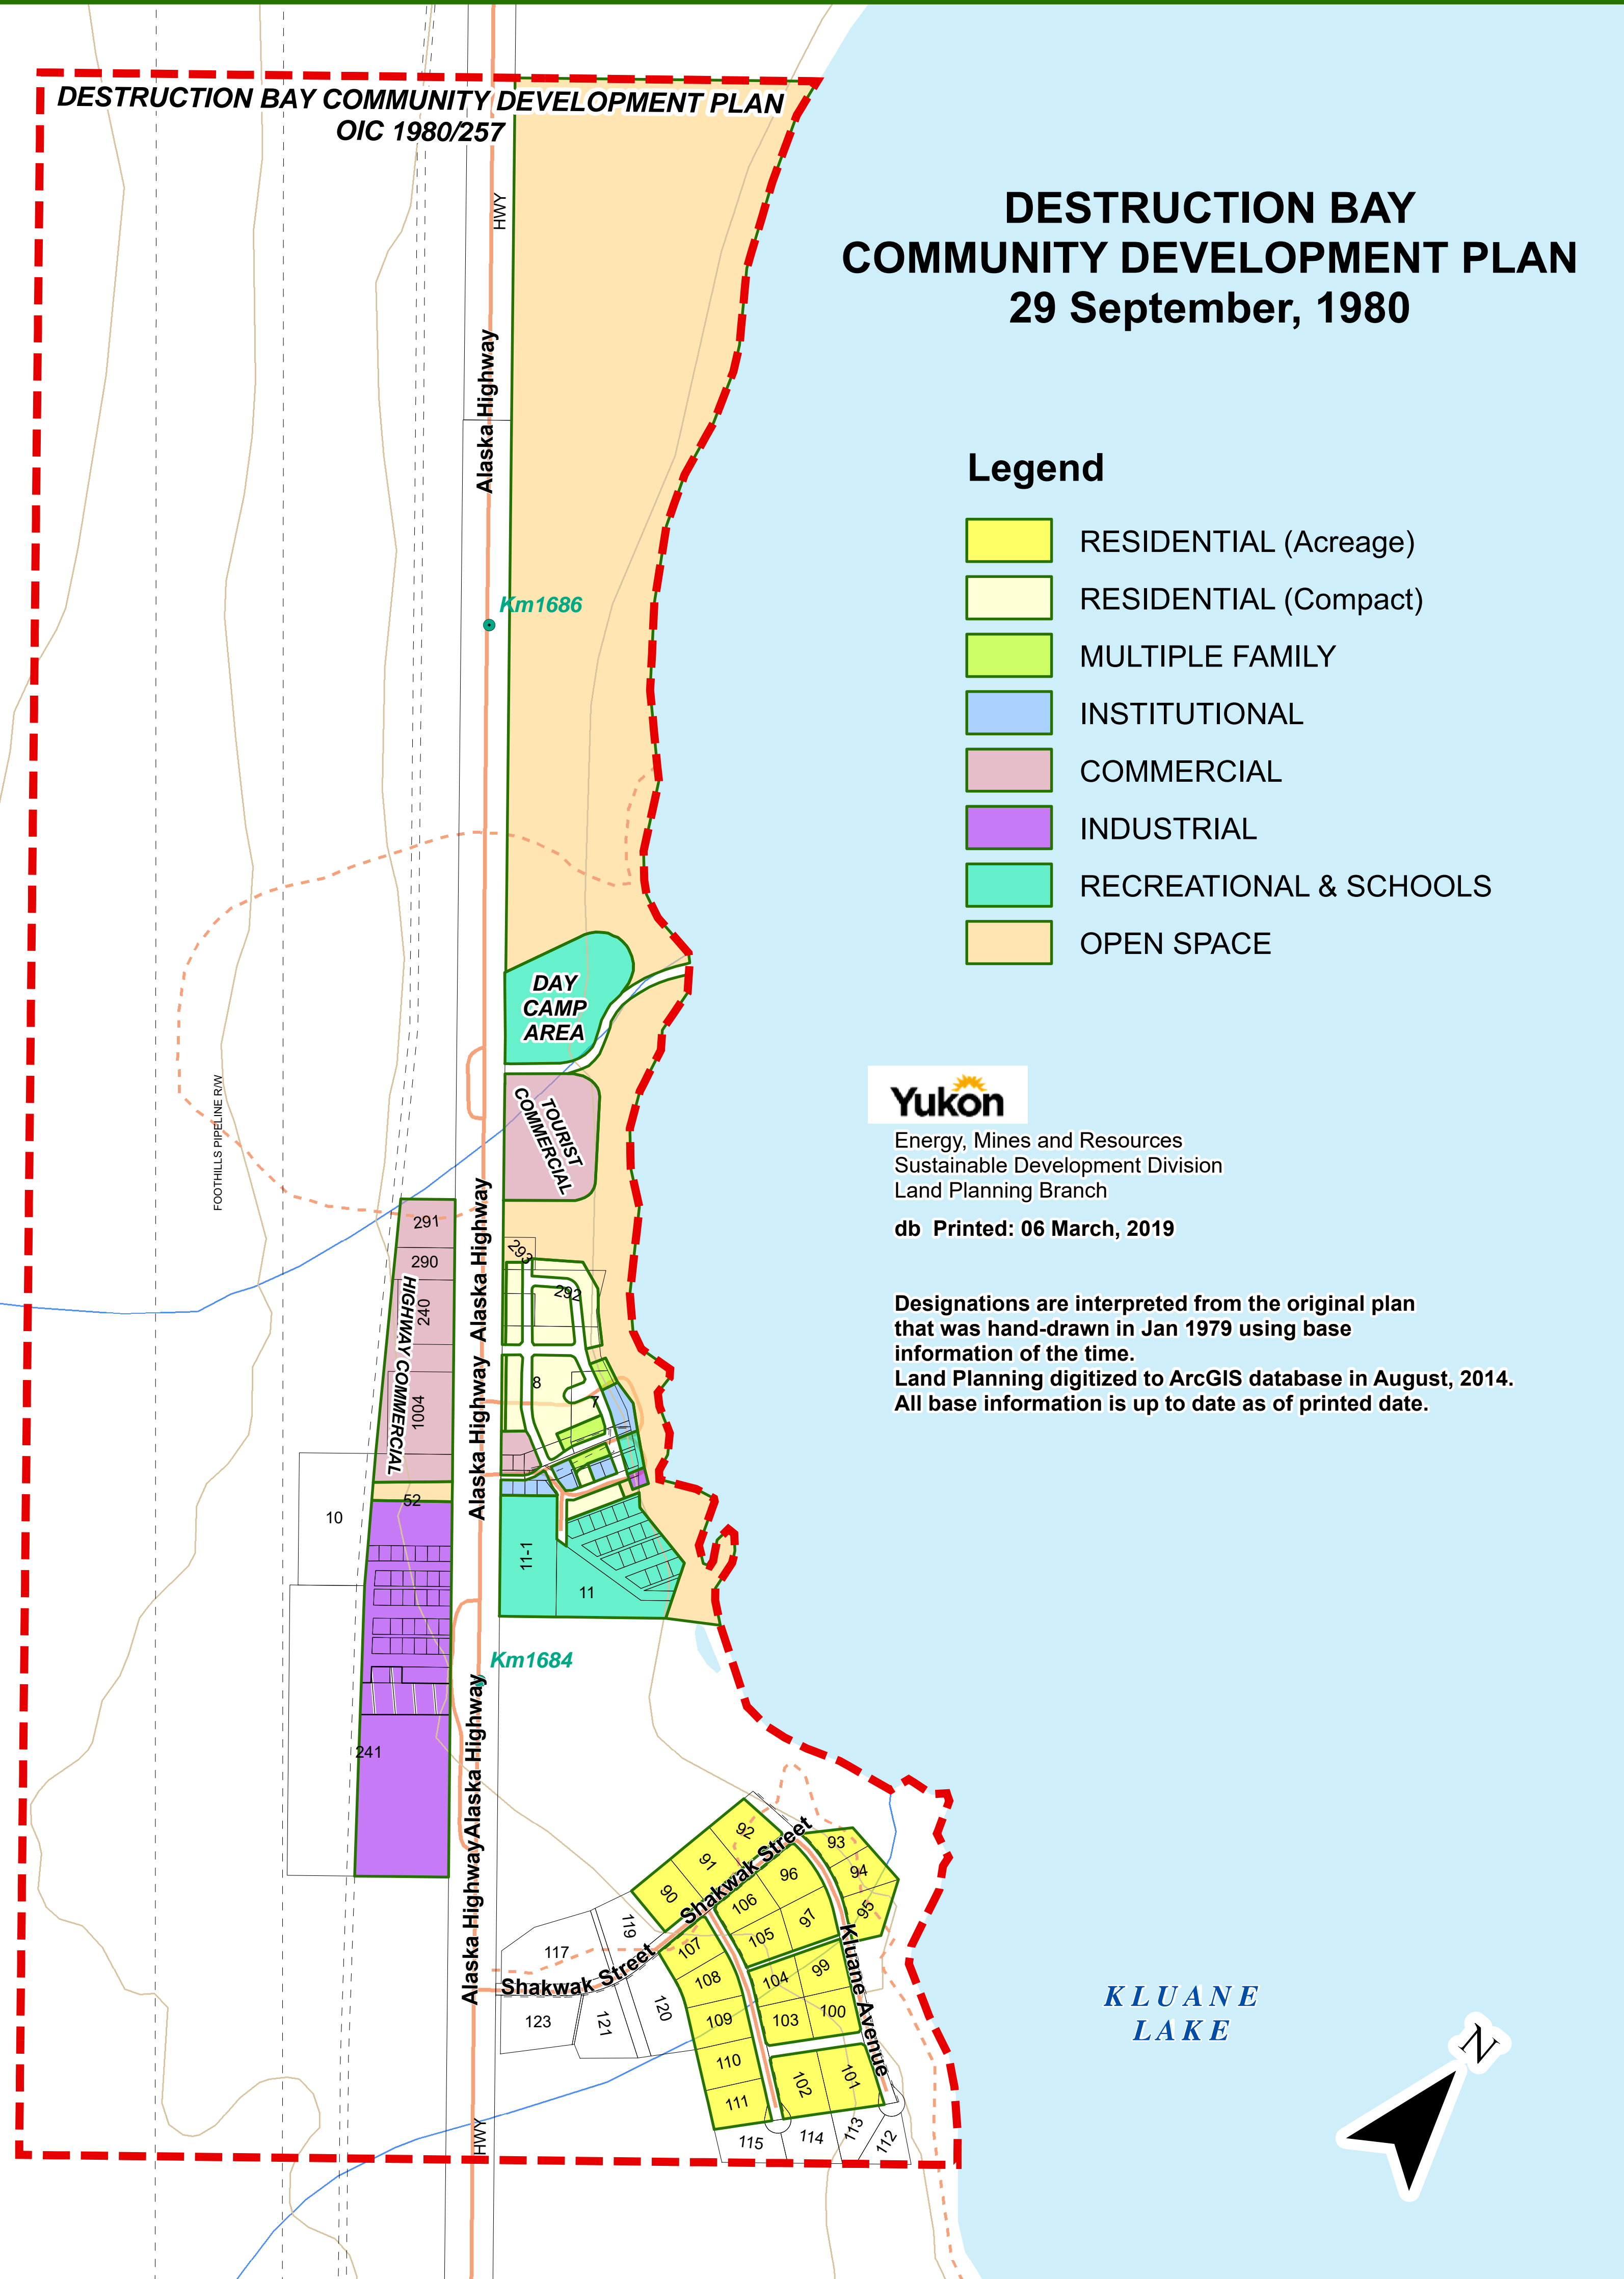 DESTRUCTION BAY COMMUNITY DEVELOPMENT PLAN
OIC 1980/257
DESTRUCTION BAY
COMMUNITY DEVELOPMENT PLAN
29 September, 1980
HWY
Alaska Highway
Legend
RESIDENTIAL (Acreage)
RESIDENTIAL (Compact)
MULTIPLE FAMILY
INSTITUTIONAL
COMMERCIAL
INDUSTRIAL
RECREATIONAL & SCHOOLS
OPEN SPACE
Km1686
DAY
CAMP
AREA
TOURIST
COMMERCIAL
FOOTHILLS PIPELINE R/W
Yukon
Energy, Mines and Resources
Sustainable Development Division
Land Planning Branch
db Printed: 06 March, 2019
Designations are interpreted from the original plan
that was hand-drawn in Jan 1979 using base
information of the time.
Land Planning digitized to ArcGIS database in August, 2014.
All base information is up to date as of printed date.
Alaska Highway
291
290
240
1004
HIGHWAY COMMERCIAL
293
292
Alaska Highway
8
7
52
10
11-1
11
Km1684
241
Alaska Highway
Alaska Highway
92
91
90
Shakwak Street
93
94
95
96
97
106
105
107
108
109
110
111
104
99
103
100
102
101
Kluane Avenue
119
117
Shakwak Street
123
121
120
115
114
113
112
HWY
KLUANE
LAKE
N